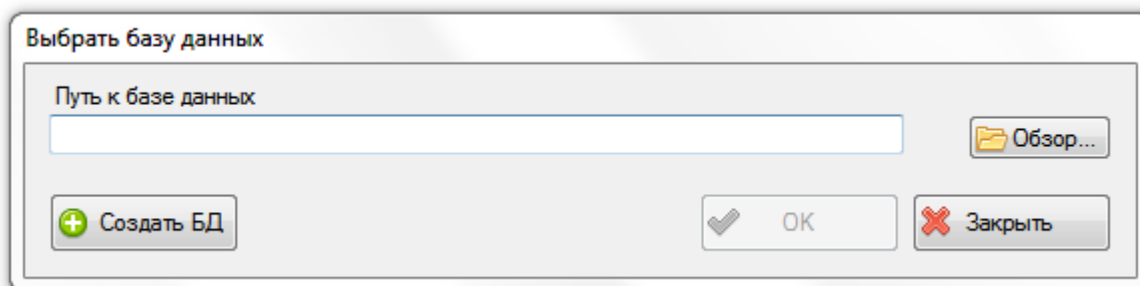 Выбрать базу данных
Путь к базе данных
Обзор...
Создать БД
OK
Закрыть